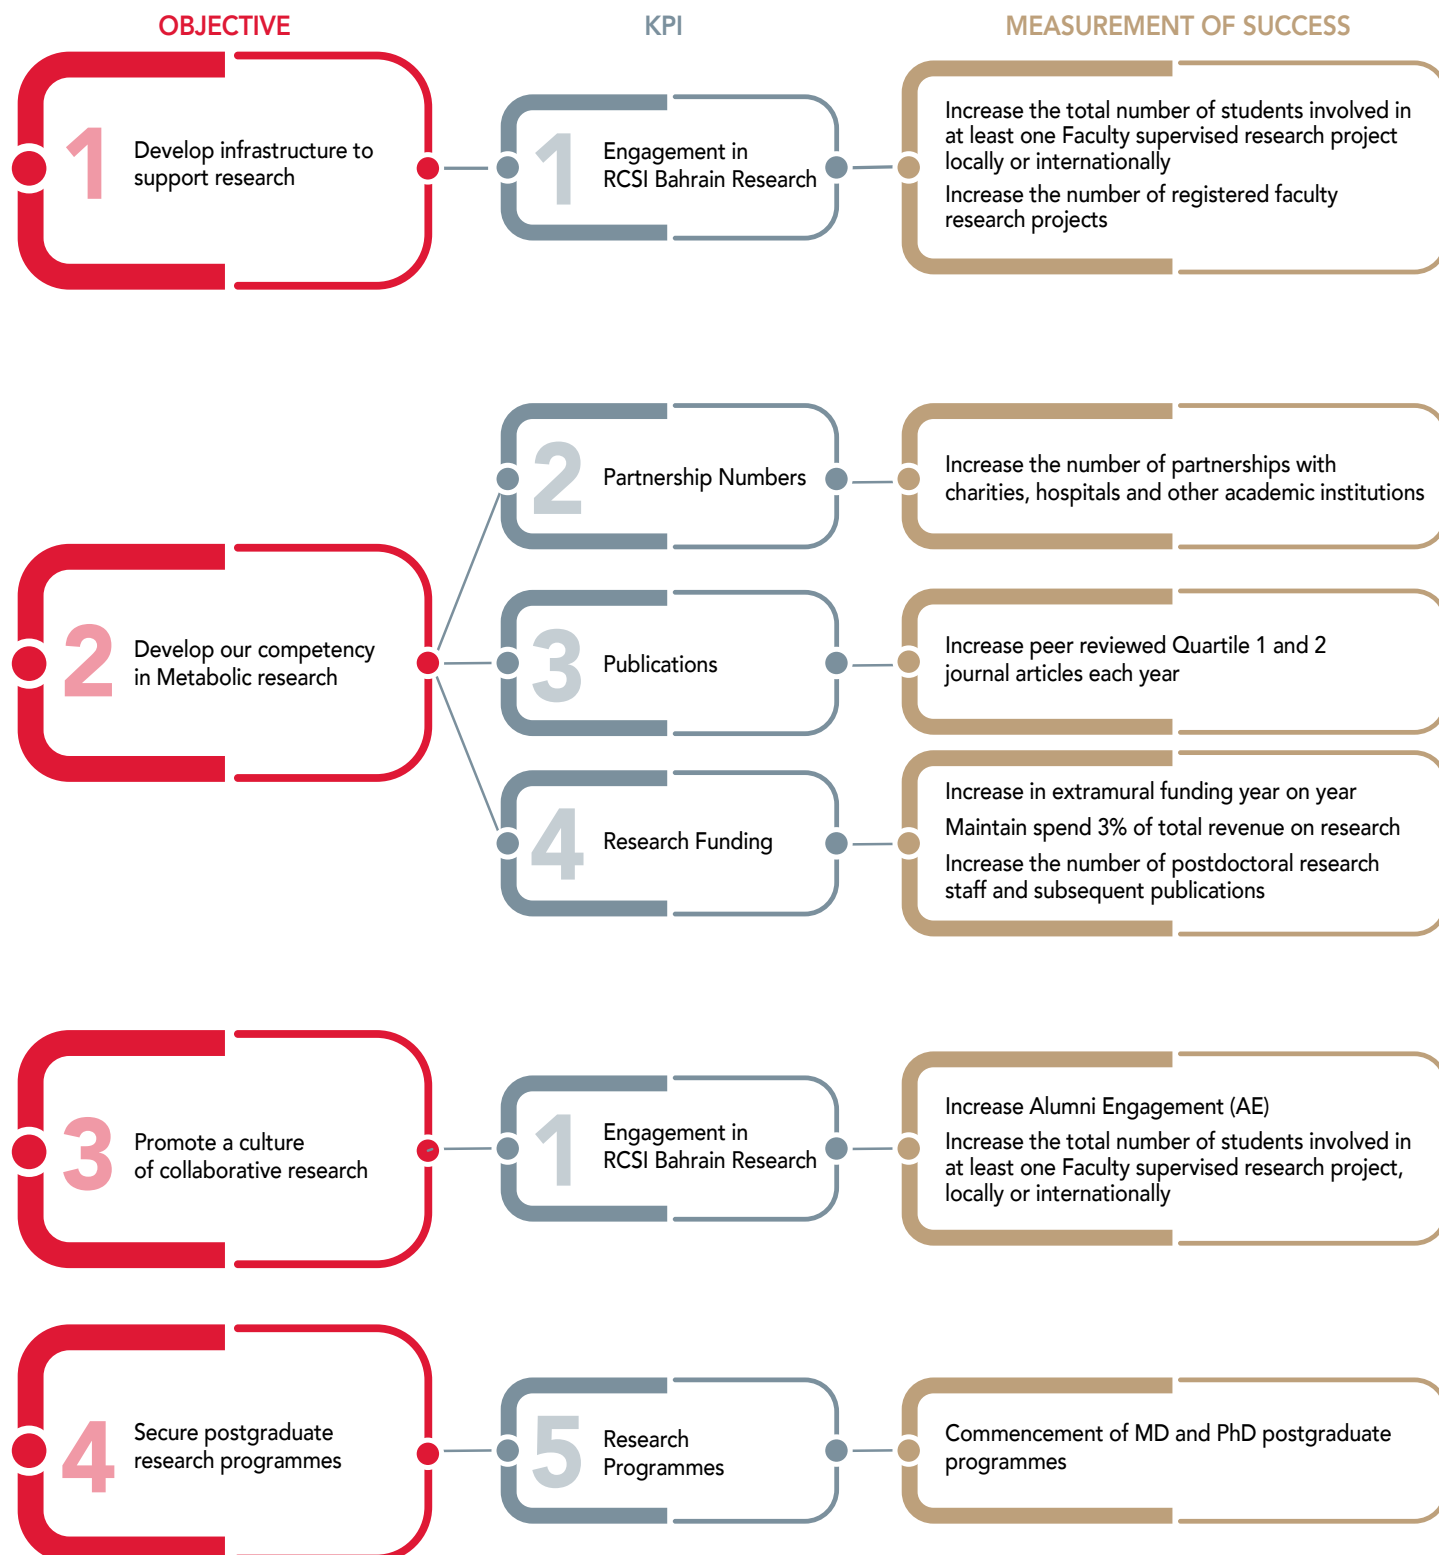 OBJECTIVE
KPI
MEASUREMENT OF SUCCESS
1
Develop infrastructure to
support research
1
Engagement in
RCSI Bahrain Research
Increase the total number of students involved in
at least one Faculty supervised research project
locally or internationally
Increase the number of registered faculty
research projects
2
Develop our competency
in Metabolic research
2
Partnership Numbers
Increase the number of partnerships with
charities, hospitals and other academic institutions
3
Publications
Increase peer reviewed Quartile 1 and 2
journal articles each year
4
Research Funding
Increase in extramural funding year on year
Maintain spend 3% of total revenue on research
Increase the number of postdoctoral research
staff and subsequent publications
3
Promote a culture
of collaborative research
1
Engagement in
RCSI Bahrain Research
Increase Alumni Engagement (AE)
Increase the total number of students involved in
at least one Faculty supervised research project,
locally or internationally
4
Secure postgraduate
research programmes
5
Research
Programmes
Commencement of MD and PhD postgraduate
programmes